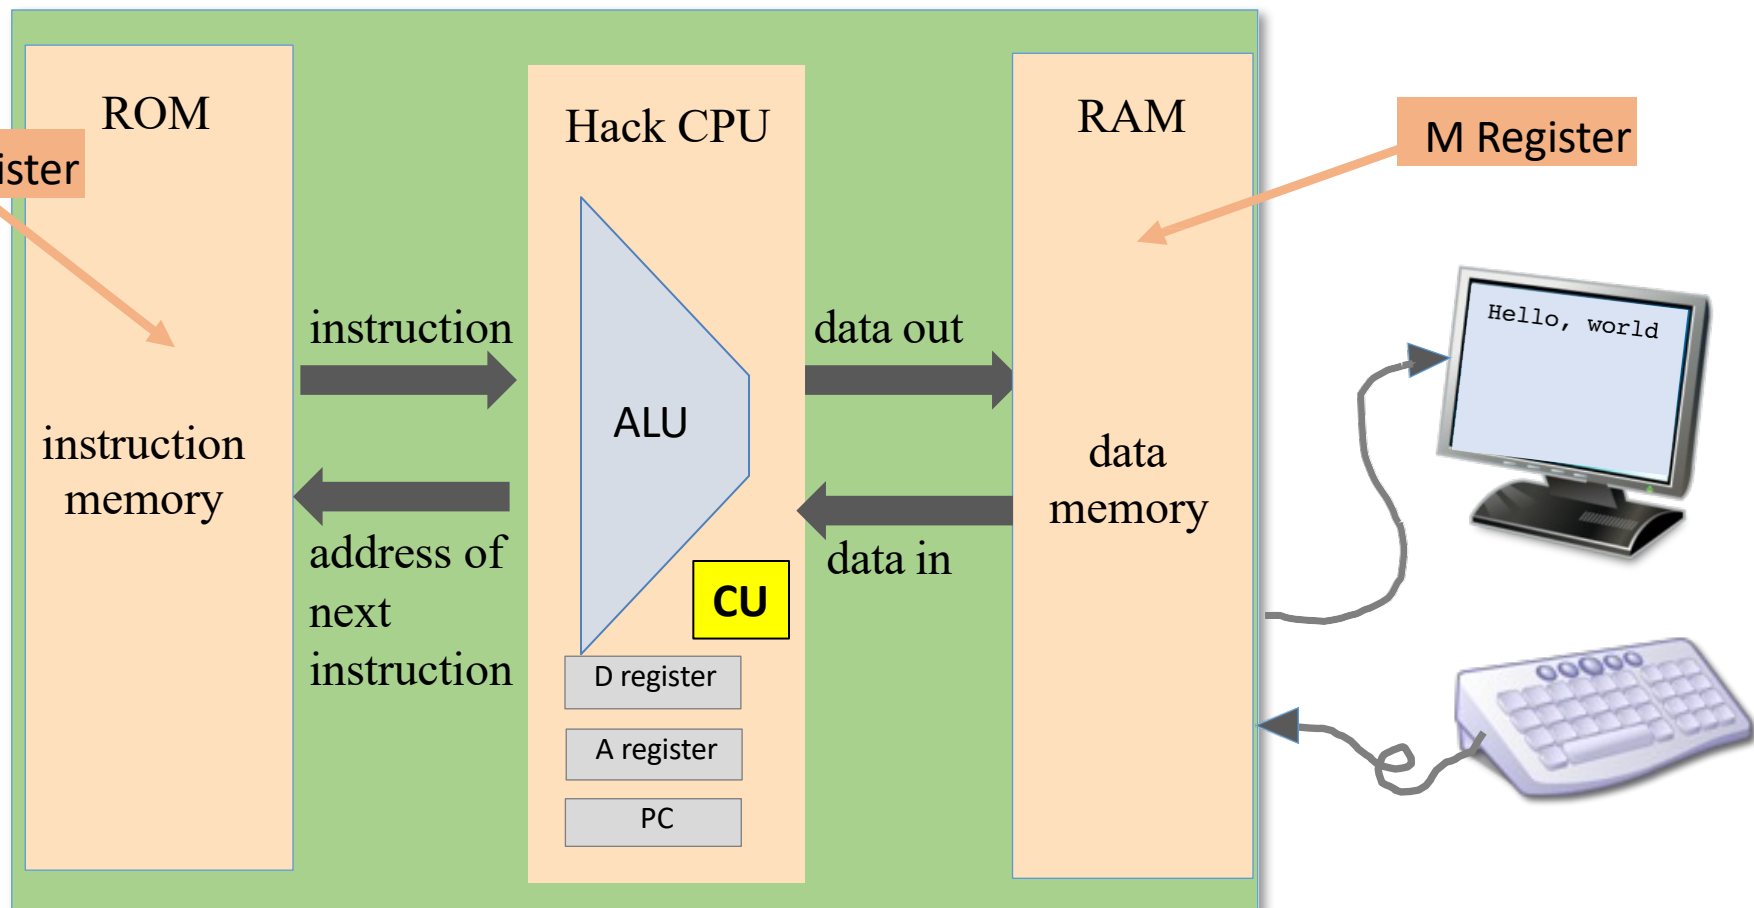 ROM
ister
instruction
memory
instruction
address of
next
instruction
Hack CPU
ALU
CU
D register
A register
PC
data out
data in
RAM
data
memory
M Register
Hello, world